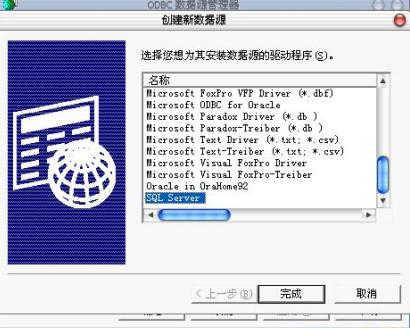 ODBC 数据源管理器
创建新数据源
选择您想为其安装数据源的驱动程序(S)。
名称
Microsoft FoxPro VFP Driver (*.dbf)
Microsoft ODBC for Oracle
Microsoft Paradox Driver (*.db )
Microsoft Paradox-Treiber (*.db )
Microsoft Text Driver (*.txt; *.csv)
Microsoft Text-Treiber (*.txt; *.csv)
Microsoft Visual FoxPro Driver
Microsoft Visual FoxPro-Treiber
Oracle in OraHome92
SQL Server
< 上一步(B)
完成
取消